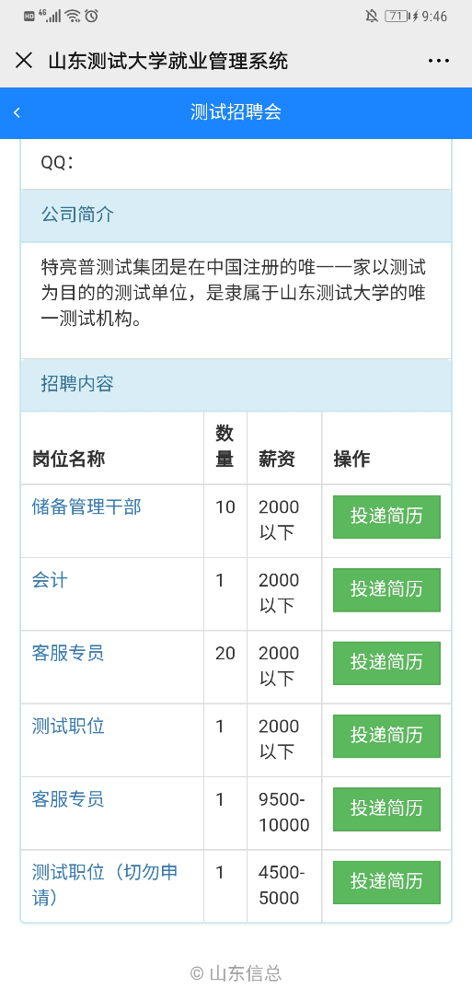 HD 4G 71 9:46
山东测试大学就业管理系统
测试招聘会
QQ：
公司简介
特亮普测试集团是在中国注册的唯一一家以测试
为目的的测试单位，是隶属于山东测试大学的唯
一测试机构。
招聘内容
岗位名称 数量 薪资 操作
储备管理干部 10 2000以下 投递简历
会计 1 2000以下 投递简历
客服专员 20 2000以下 投递简历
测试职位 1 2000以下 投递简历
客服专员 1 9500-10000 投递简历
测试职位（切勿申请） 1 4500-5000 投递简历
© 山东信总